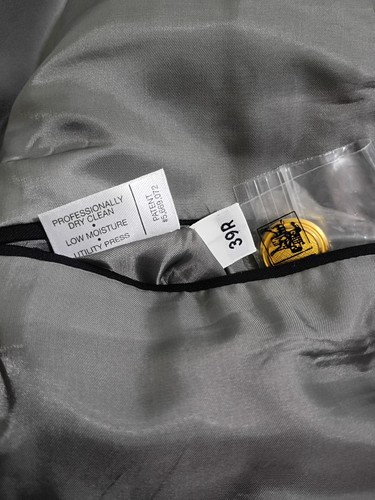 PROFESSIONALLY
DRY CLEAN
•
LOW MOISTURE
UTILITY PRESS
PATENT
#5,669,072
39R